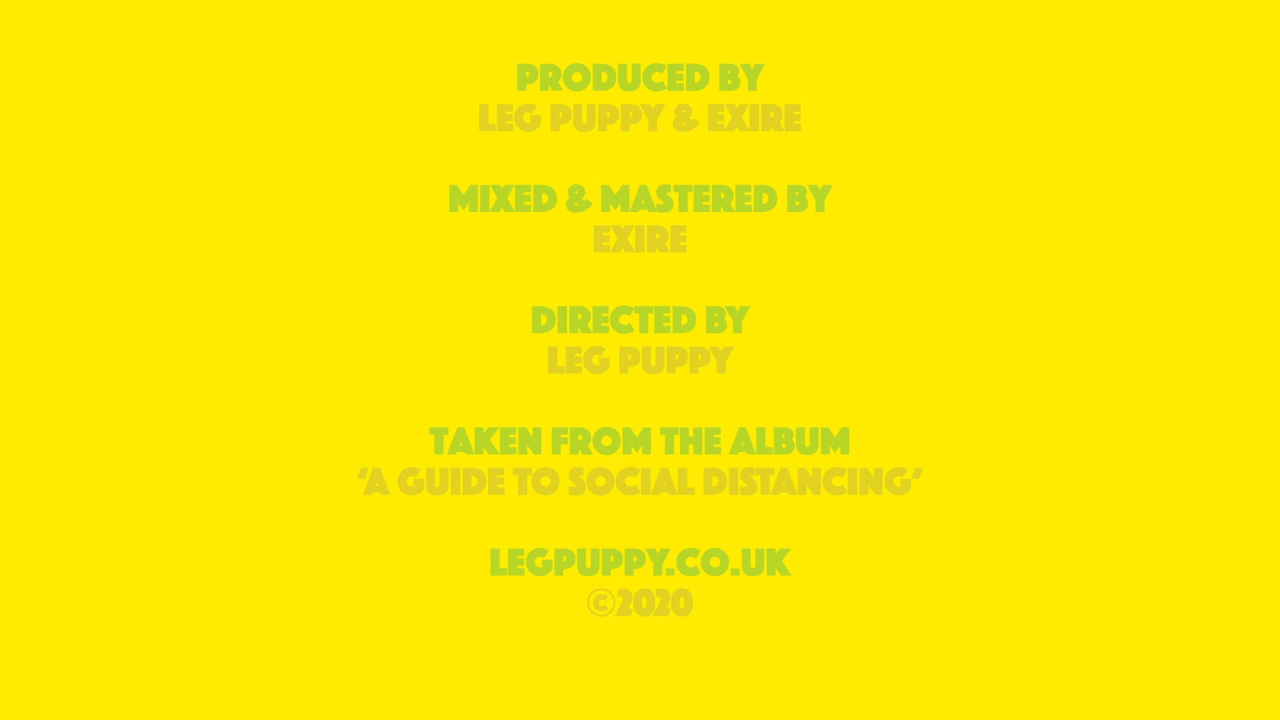 PRODUCED BY
LEG PUPPY & EXIRE
MIXED & MASTERED BY
EXIRE
DIRECTED BY
LEG PUPPY
TAKEN FROM THE ALBUM
‘A GUIDE TO SOCIAL DISTANCING’
LEGPUPPY.CO.UK
©2020